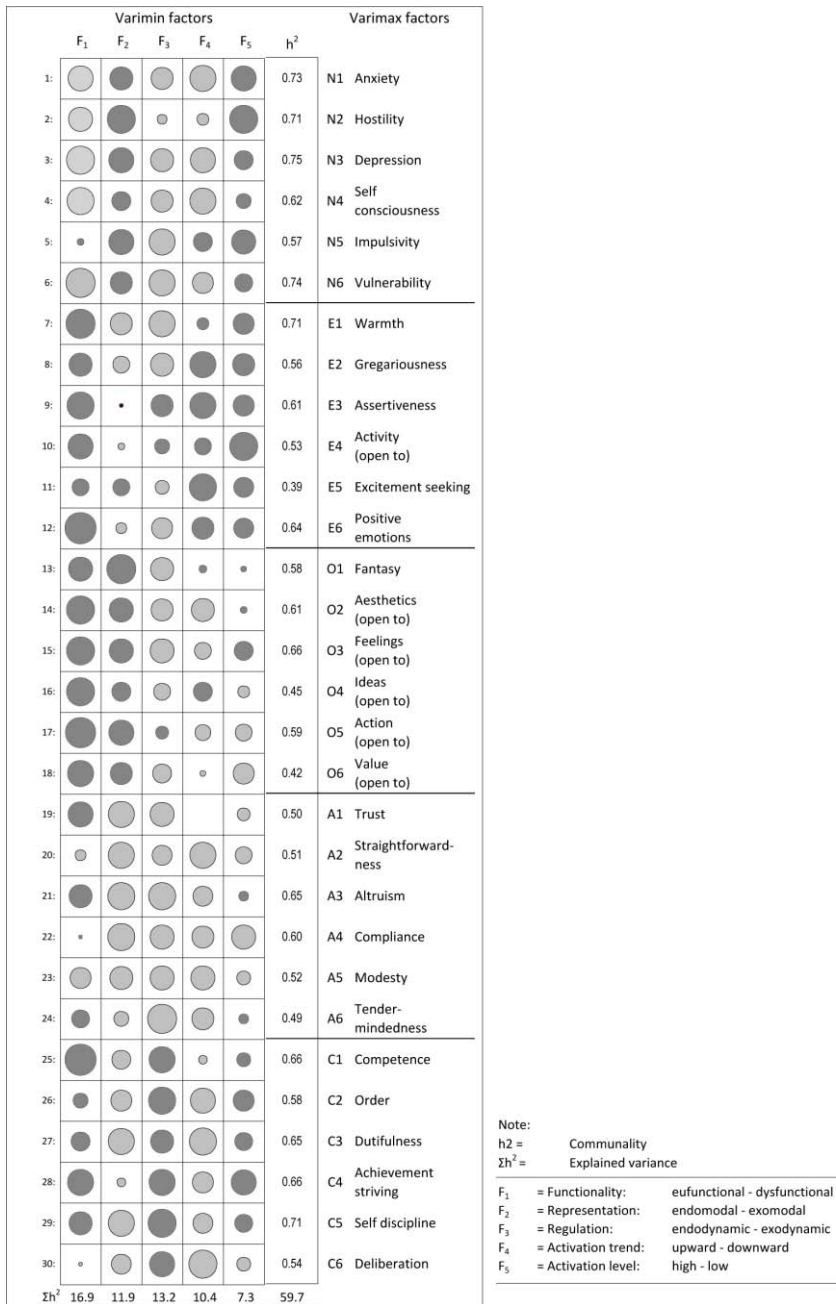 Varimin factors Varimax factors
F1 F2 F3 F4 F5 h2
1: 0.73 N1 Anxiety
2: 0.71 N2 Hostility
3: 0.75 N3 Depression
4: 0.62 N4 Self
consciousness
5: 0.57 N5 Impulsivity
6: 0.74 N6 Vulnerability
7: 0.71 E1 Warmth
8: 0.56 E2 Gregariousness
9: 0.61 E3 Assertiveness
10: 0.53 E4 Activity
(open to)
11: 0.39 E5 Excitement seeking
12: 0.64 E6 Positive
emotions
13: 0.58 O1 Fantasy
14: 0.61 O2 Aesthetics
(open to)
15: 0.66 O3 Feelings
(open to)
16: 0.45 O4 Ideas
(open to)
17: 0.59 O5 Action
(open to)
18: 0.42 O6 Value
(open to)
19: 0.50 A1 Trust
20: 0.51 A2 Straightforward-
ness
21: 0.65 A3 Altruism
22: 0.60 A4 Compliance
23: 0.52 A5 Modesty
24: 0.49 A6 Tender-
mindedness
25: 0.66 C1 Competence
26: 0.58 C2 Order
27: 0.65 C3 Dutifulness
28: 0.66 C4 Achievement
striving
29: 0.71 C5 Self discipline
30: 0.54 C6 Deliberation
Σh2 16.9 11.9 13.2 10.4 7.3 59.7
Note:
h2 = Communality
Σh2 = Explained variance
F1 = Functionality: eufunctional - dysfunctional
F2 = Representation: endomodal - exomodal
F3 = Regulation: endodynamic - exodynamic
F4 = Activation trend: upward - downward
F5 = Activation level: high - low